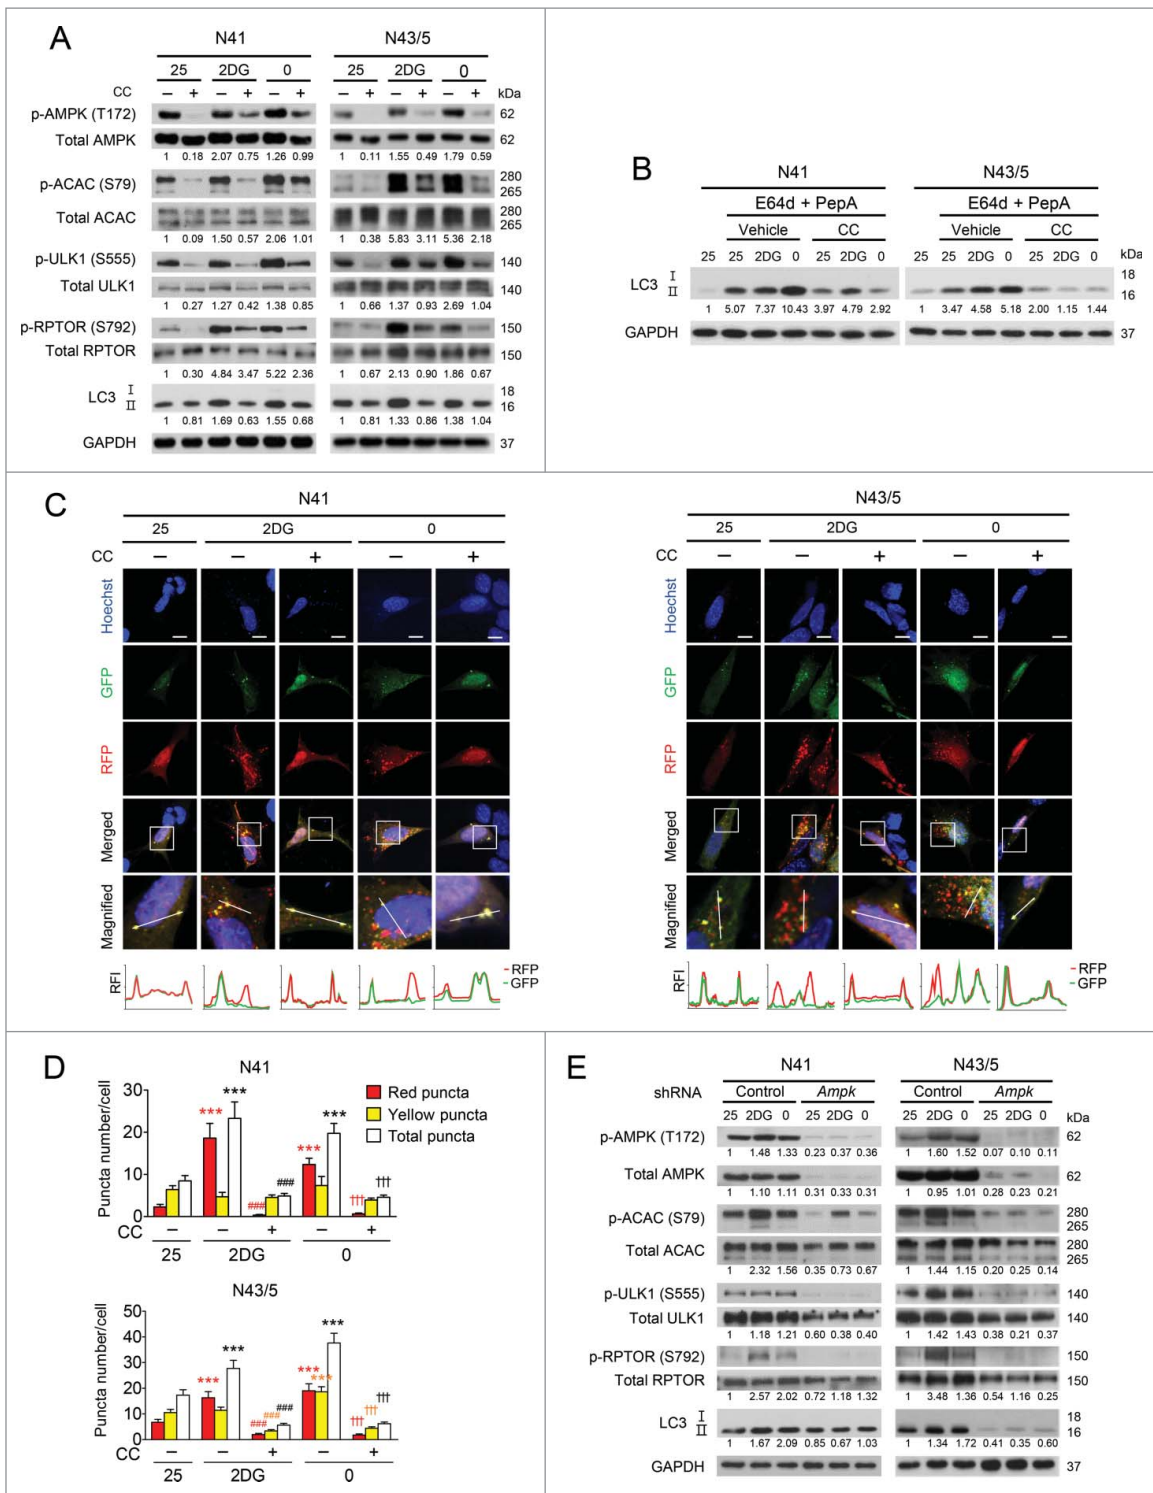 A
N41 N43/5
25 2DG 0 25 2DG 0
CC – + – + – + – + – + – + kDa
p-AMPK (T172) 62
Total AMPK 62
1 0.18 2.07 0.75 1.26 0.99 1 0.11 1.55 0.49 1.79 0.59
p-ACAC (S79) 280
265
Total ACAC 280
265
1 0.09 1.50 0.57 2.06 1.01 1 0.38 5.83 3.11 5.36 2.18
p-ULK1 (S555) 140
Total ULK1 140
1 0.27 1.27 0.42 1.38 0.85 1 0.66 1.37 0.93 2.69 1.04
p-RPTOR (S792) 150
Total RPTOR 150
1 0.30 4.84 3.47 5.22 2.36 1 0.67 2.13 0.90 1.86 0.67
LC3 I 18
II 16
1 0.81 1.69 0.63 1.55 0.68 1 0.81 1.33 0.86 1.38 1.04
GAPDH 37
B
N41 N43/5
E64d + PepA E64d + PepA
Vehicle CC Vehicle CC
25 25 2DG 0 25 2DG 0 25 25 2DG 0 25 2DG 0 kDa
LC3 I 18
II 16
1 5.07 7.37 10.43 3.97 4.79 2.92 1 3.47 4.58 5.18 2.00 1.15 1.44
GAPDH 37
C
N41 N43/5
25 2DG 0 25 2DG 0
CC – – + – + CC – – + – +
Hoechst Hoechst
GFP GFP
RFP RFP
Merged Merged
Magnified Magnified
RFI RFP RFI RFP
GFP GFP
D
N41
Puncta number/cell
30
20
10
0
*** *** ### ### *** *** ††† †††
Red puncta
Yellow puncta
Total puncta
CC – + – +
25 2DG 0
N43/5
Puncta number/cell
50
40
30
20
10
0
*** *** ### ### ### *** *** *** ††† ††† †††
CC – + – +
25 2DG 0
E
N41 N43/5
shRNA Control Ampk Control Ampk
25 2DG 0 25 2DG 0 25 2DG 0 25 2DG 0 kDa
p-AMPK (T172) 62
1 1.48 1.33 0.23 0.37 0.36 1 1.60 1.52 0.07 0.10 0.11
Total AMPK 62
1 1.10 1.11 0.31 0.33 0.31 1 0.95 1.01 0.28 0.23 0.21
p-ACAC (S79) 280
265
Total ACAC 280
265
1 2.32 1.56 0.35 0.73 0.67 1 1.44 1.15 0.20 0.25 0.14
p-ULK1 (S555) 140
Total ULK1 140
1 1.18 1.21 0.60 0.38 0.40 1 1.42 1.43 0.38 0.21 0.37
p-RPTOR (S792) 150
Total RPTOR 150
1 2.57 2.02 0.72 1.18 1.32 1 3.48 1.36 0.54 1.16 0.25
LC3 I 18
II 16
1 1.67 2.09 0.85 0.67 1.03 1 1.34 1.72 0.41 0.35 0.60
GAPDH 37